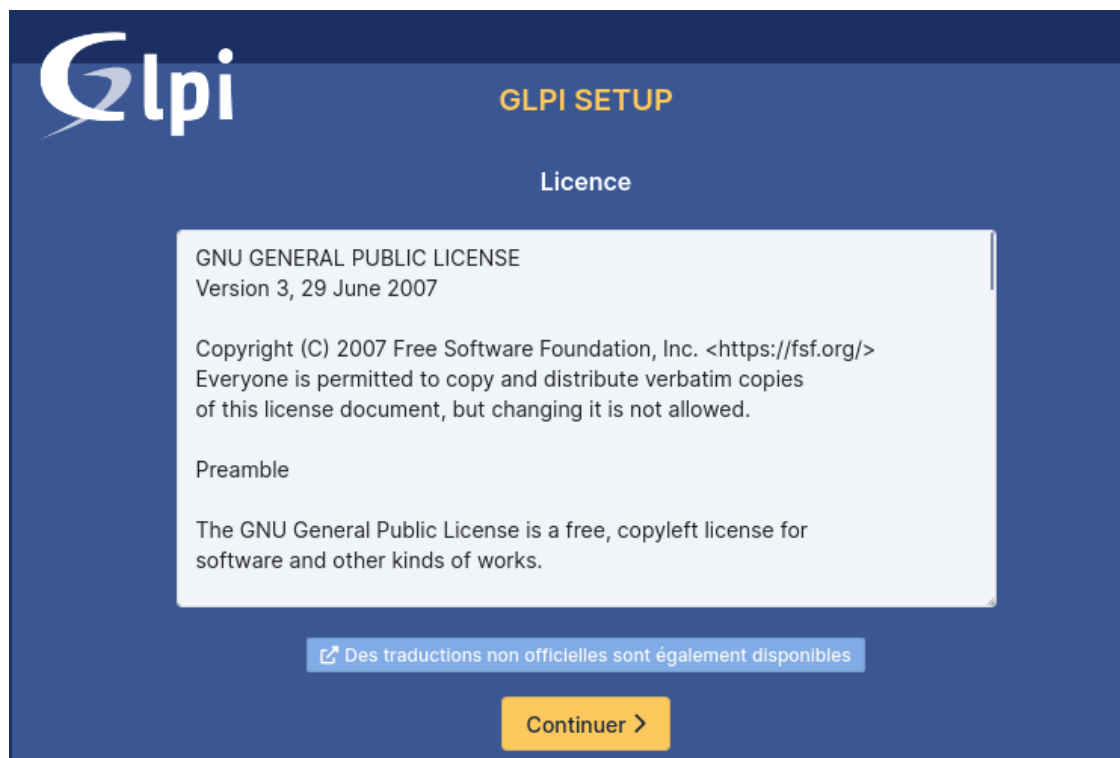 Glpi
GLPI SETUP
Licence
GNU GENERAL PUBLIC LICENSE
Version 3, 29 June 2007
Copyright (C) 2007 Free Software Foundation, Inc. <https://fsf.org/>
Everyone is permitted to copy and distribute verbatim copies
of this license document, but changing it is not allowed.
Preamble
The GNU General Public License is a free, copyleft license for
software and other kinds of works.
Des traductions non officielles sont également disponibles
Continuer